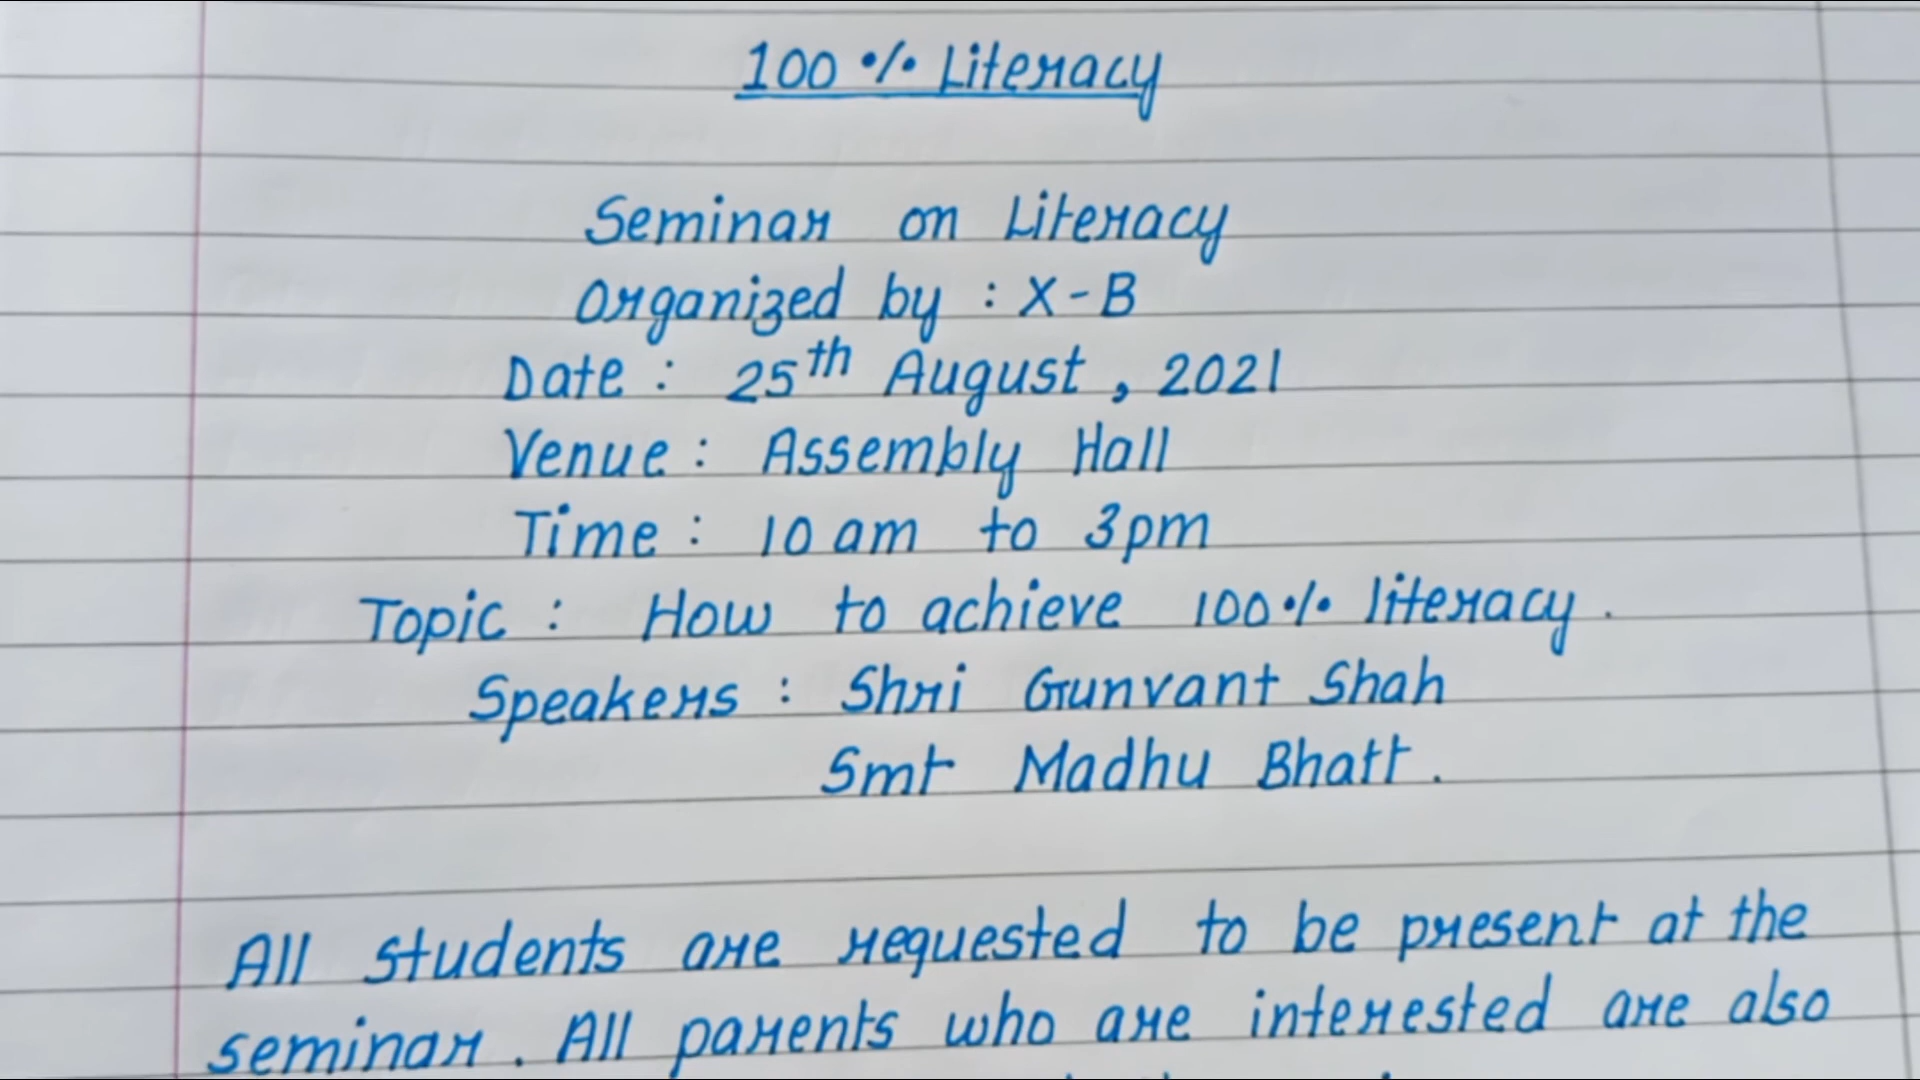 100 % Literacy
Seminar on Literacy
Organized by : X-B
Date : 25th August, 2021
Venue : Assembly Hall
Time : 10 am to 3pm
Topic : How to achieve 100% literacy.
Speakers : Shri Gunvant Shah
Smt Madhu Bhatt.
All students are requested to be present at the
seminar. All parents who are interested are also